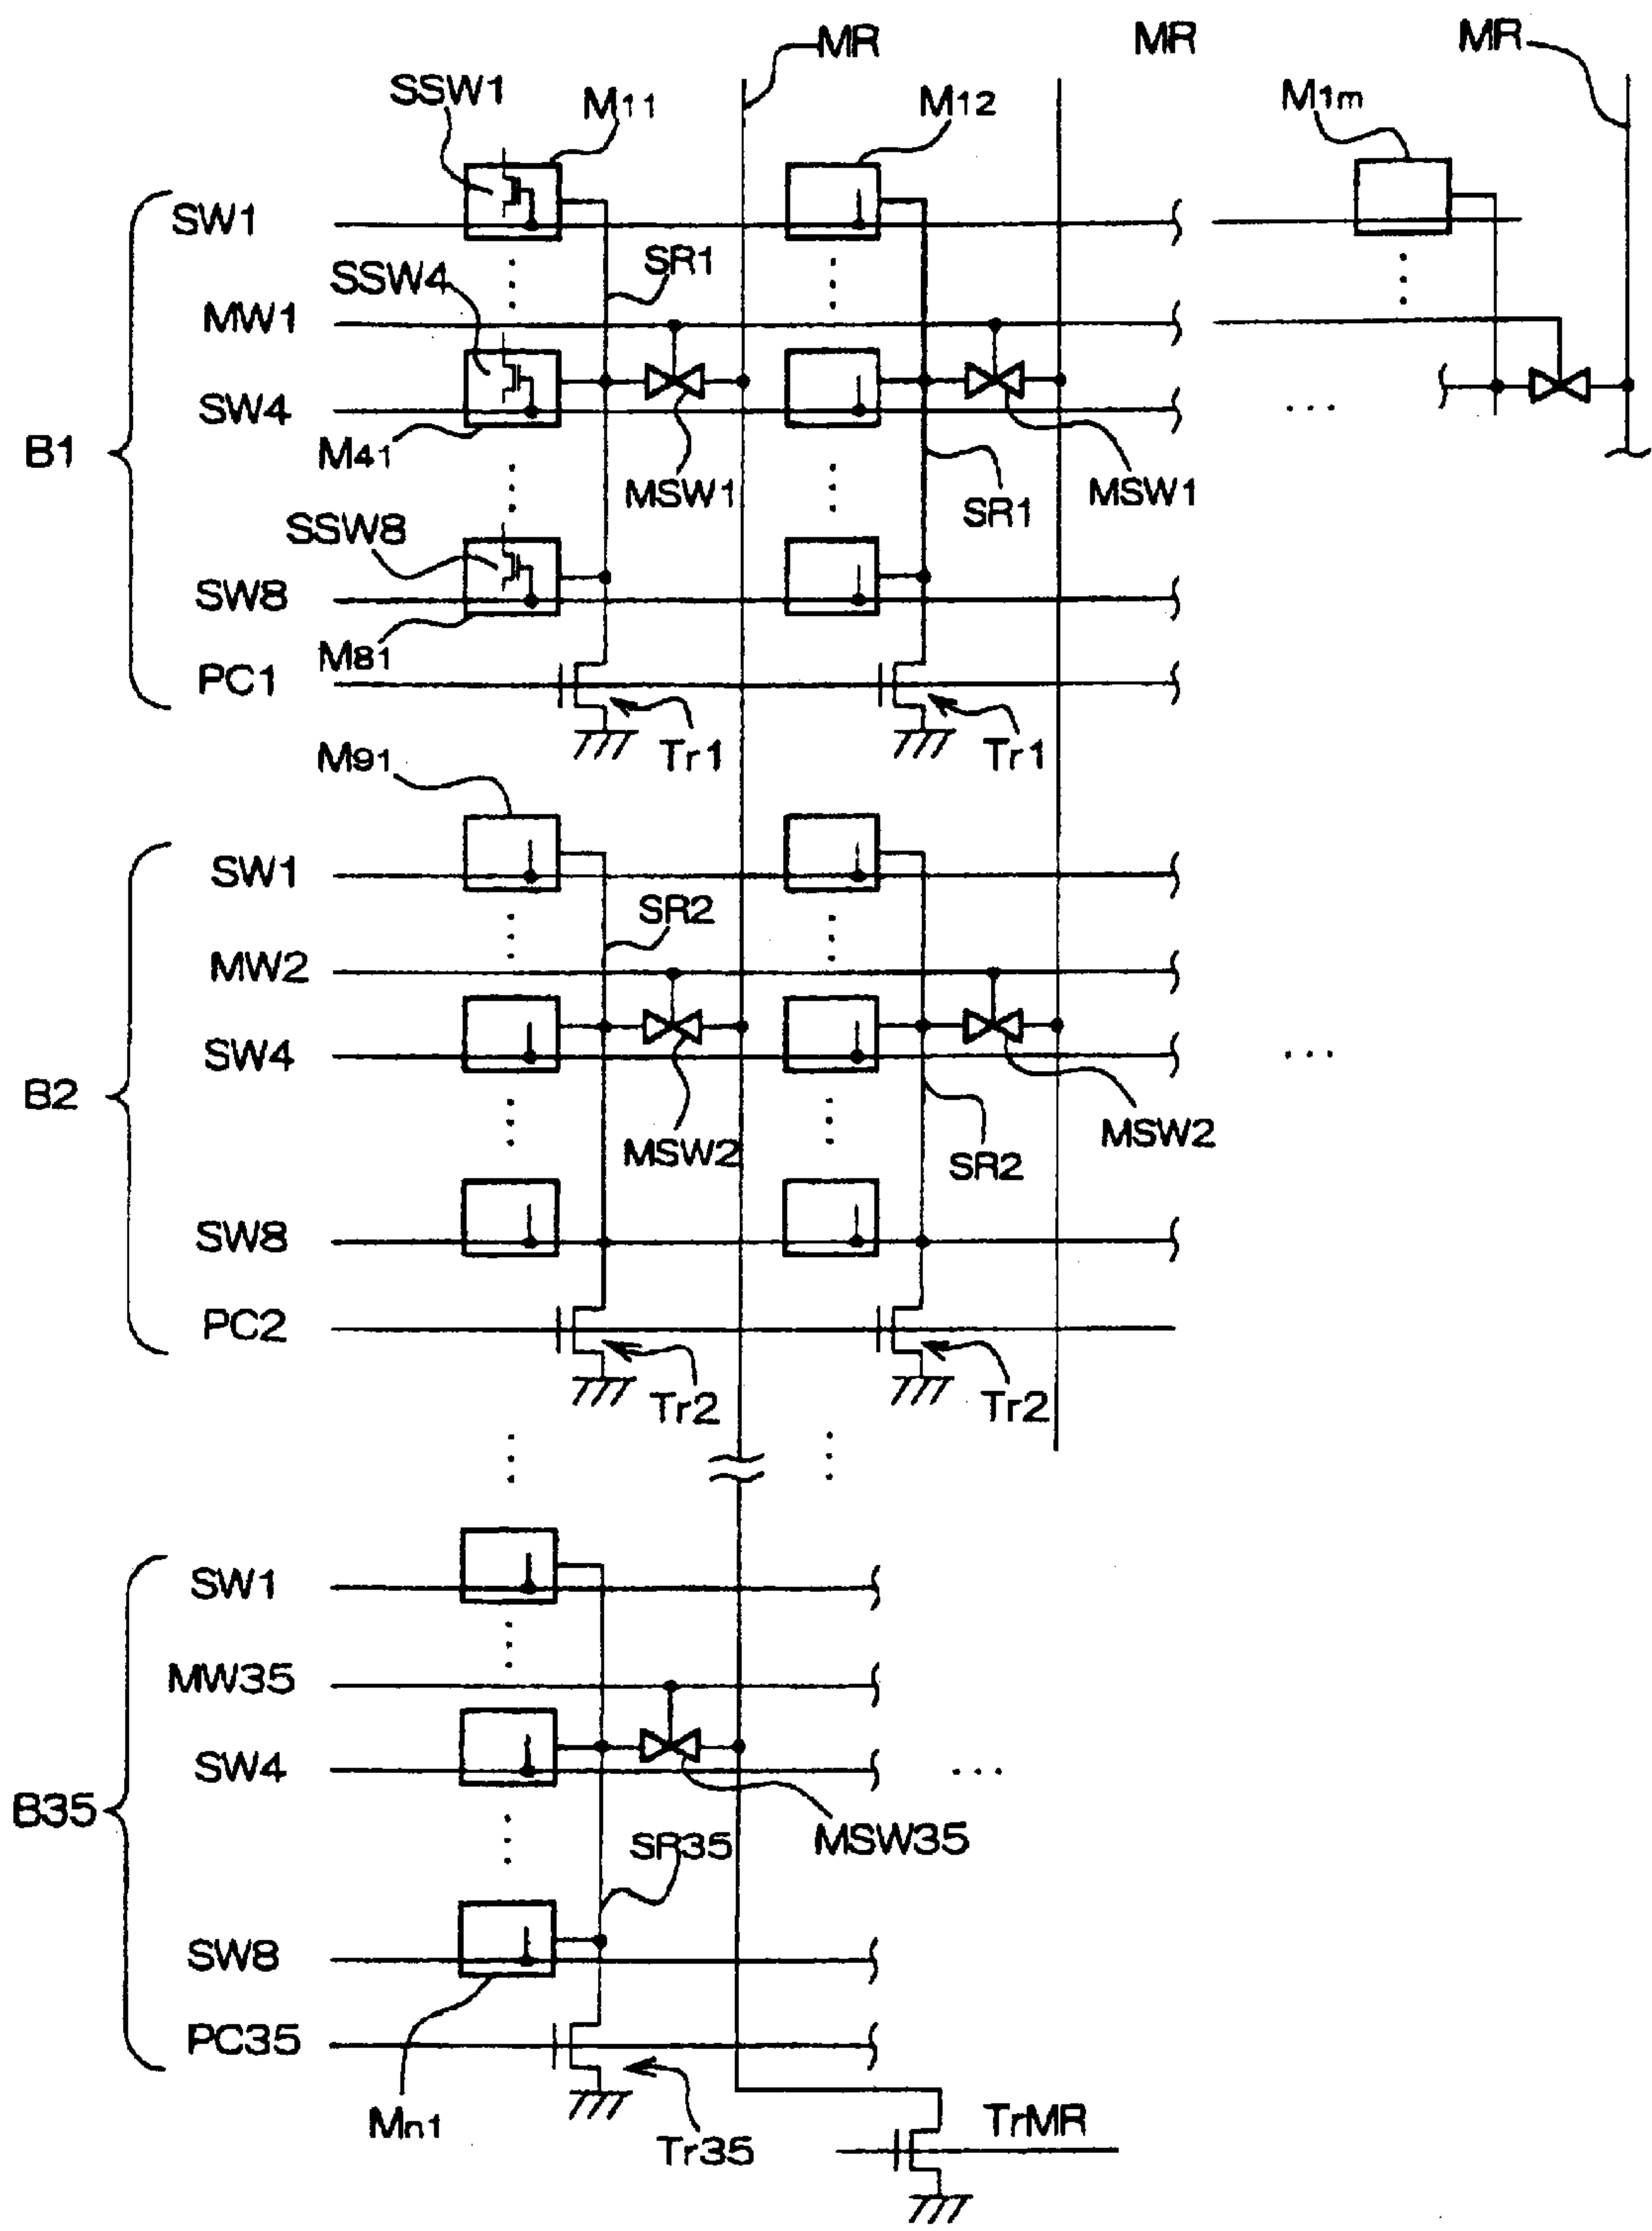 MR MR MR
SSW1 M11 M12 M1m
SW1
SR1
SSW4
MW1
SW4
B1
M41
MSW1 SR1 MSW1
SSW8
SW8
M81
PC1
Tr1 Tr1
M91
SW1
SR2
MW2
SW4
B2
MSW2 SR2 MSW2
SW8
PC2
Tr2 Tr2
SW1
MW35
SW4
B35
SR35 MSW35
SW8
PC35
Mn1 Tr35 TrMR